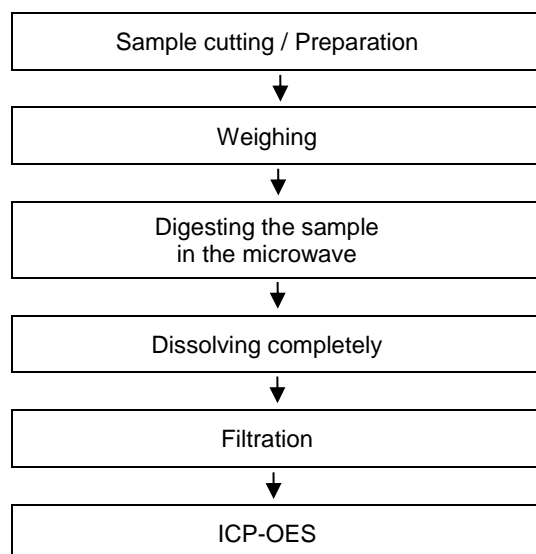 Sample cutting / Preparation
Weighing
Digesting the sample
in the microwave
Dissolving completely
Filtration
ICP-OES